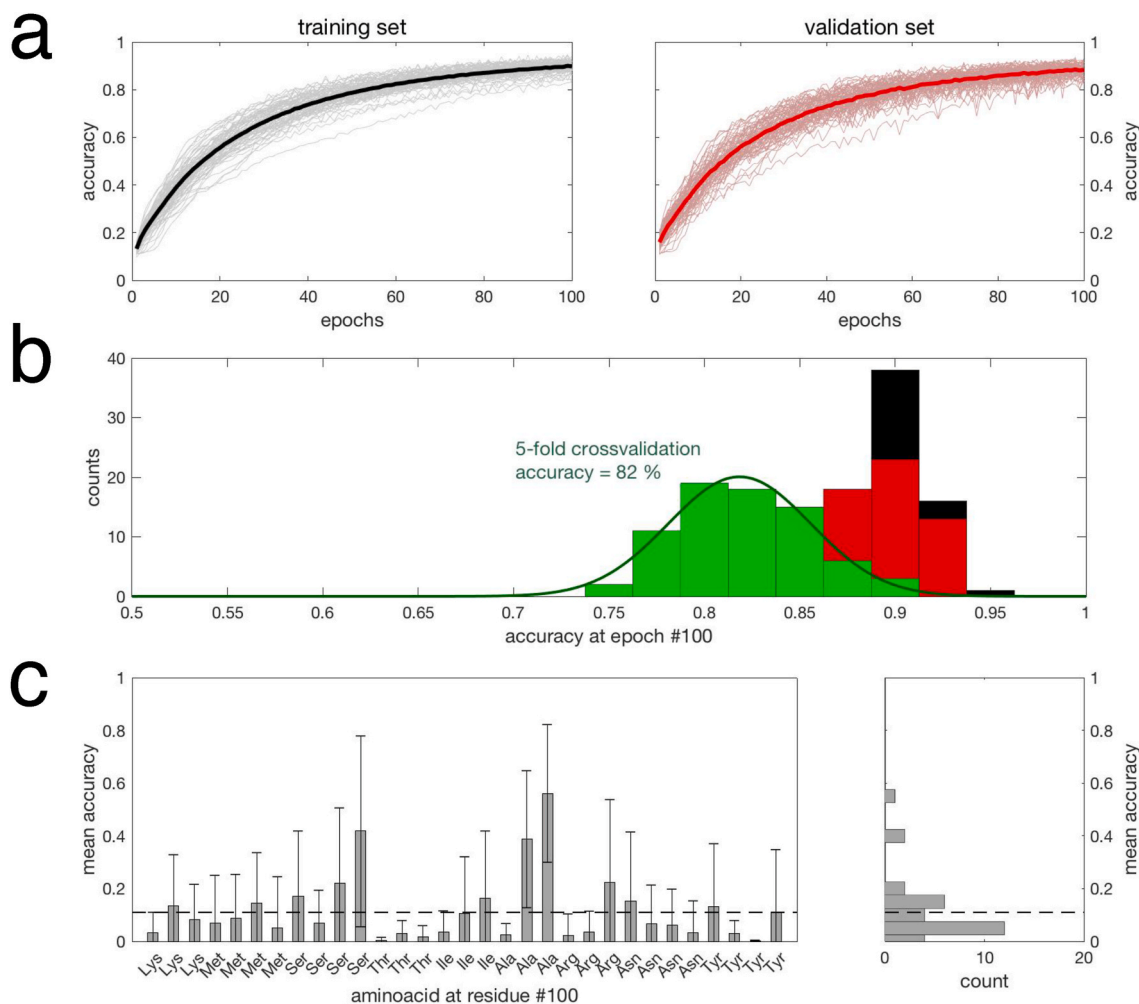 a
training set
validation set
1
0.8
0.6
0.4
0.2
0
accuracy
0 20 40 60 80 100
epochs
0 20 40 60 80 100
epochs
1
0.8
0.6
0.4
0.2
0
accuracy
b
40
30
20
10
0
counts
5-fold crossvalidation
accuracy = 82 %
0.5 0.55 0.6 0.65 0.7 0.75 0.8 0.85 0.9 0.95 1
accuracy at epoch #100
c
1
0.8
0.6
0.4
0.2
0
mean accuracy
Lys Lys Lys Met Met Met Met Ser Ser Ser Ser Thr Thr Thr Ile Ile Ile Ala Ala Ala Arg Arg Arg Asn Asn Asn Asn Tyr Tyr Tyr Tyr
aminoacid at residue #100
0 10 20
count
1
0.8
0.6
0.4
0.2
0
mean accuracy